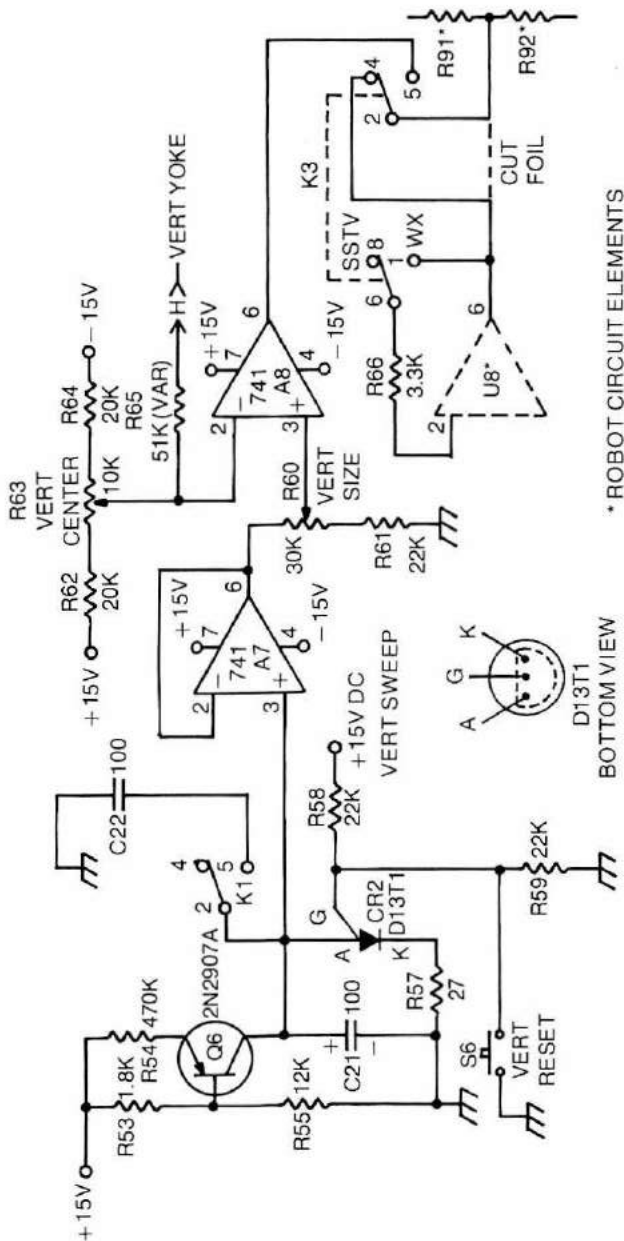 +15V
R53
1.8K
R54
470K
Q6
2N2907A
R55
12K
C21
100
+
−
R57
27
S6
VERT
RESET
C22
100
2
4
5
K1
A
G
K
CR2
D13T1
R58
22K
+15V DC
VERT SWEEP
R59
22K
+15V
R62
20K
R63
VERT
CENTER
10K
R64
20K
−15V
R65
51K (VAR)
H
VERT YOKE
2
−
3
+
741
A7
+15V
7
4
−15V
6
30K
R60
VERT
SIZE
R61
22K
2
−
3
+
741
A8
+15V
7
4
−15V
6
A
G
K
D13T1
BOTTOM VIEW
K3
SSTV
8
6
1
WX
R66
3.3K
2
U8*
6
4
2
5
CUT
FOIL
R91*
R92*
* ROBOT CIRCUIT ELEMENTS